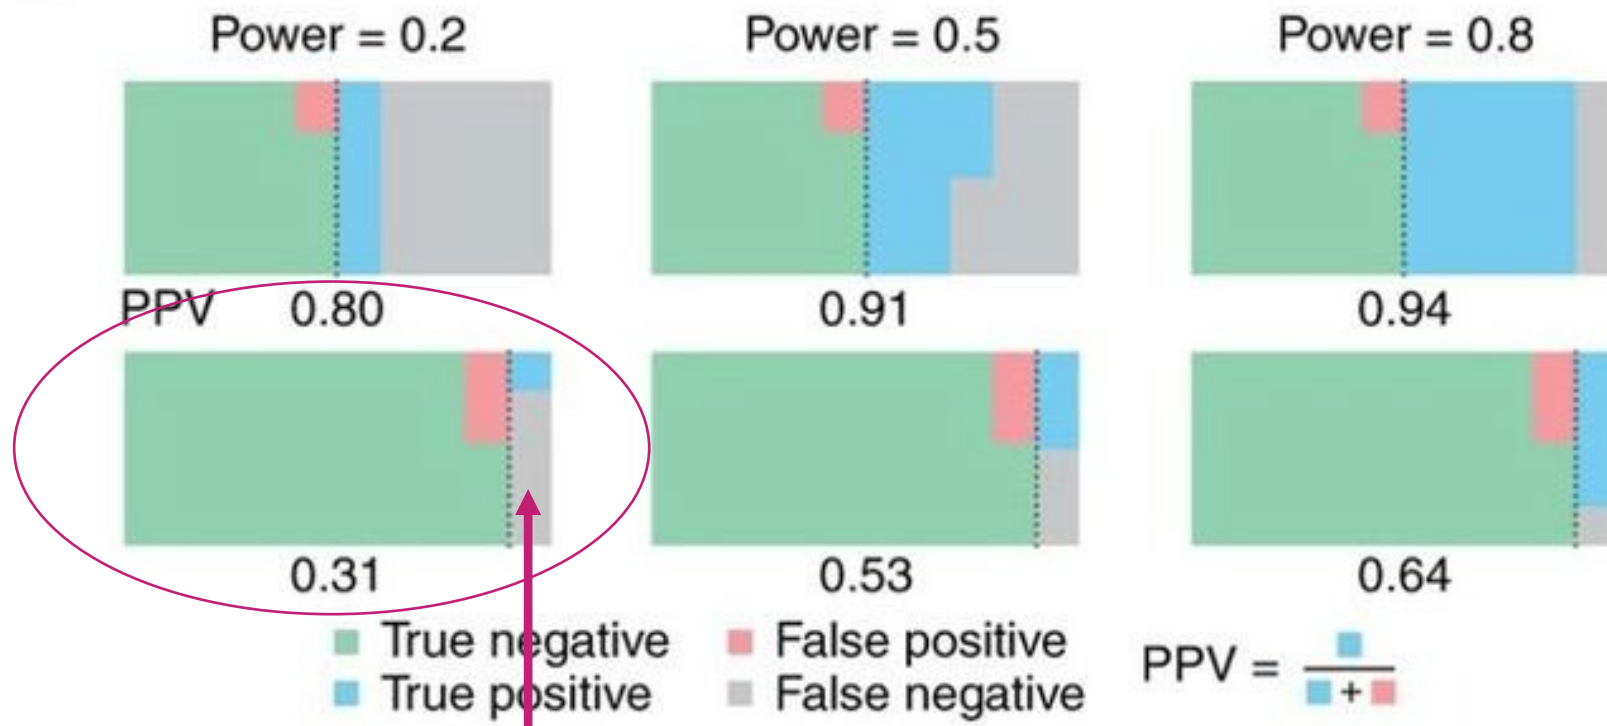 Power = 0.2 Power = 0.5 Power = 0.8
PPV 0.80 0.91 0.94
0.31 0.53 0.64
True negative False positive
True positive False negative
PPV = +